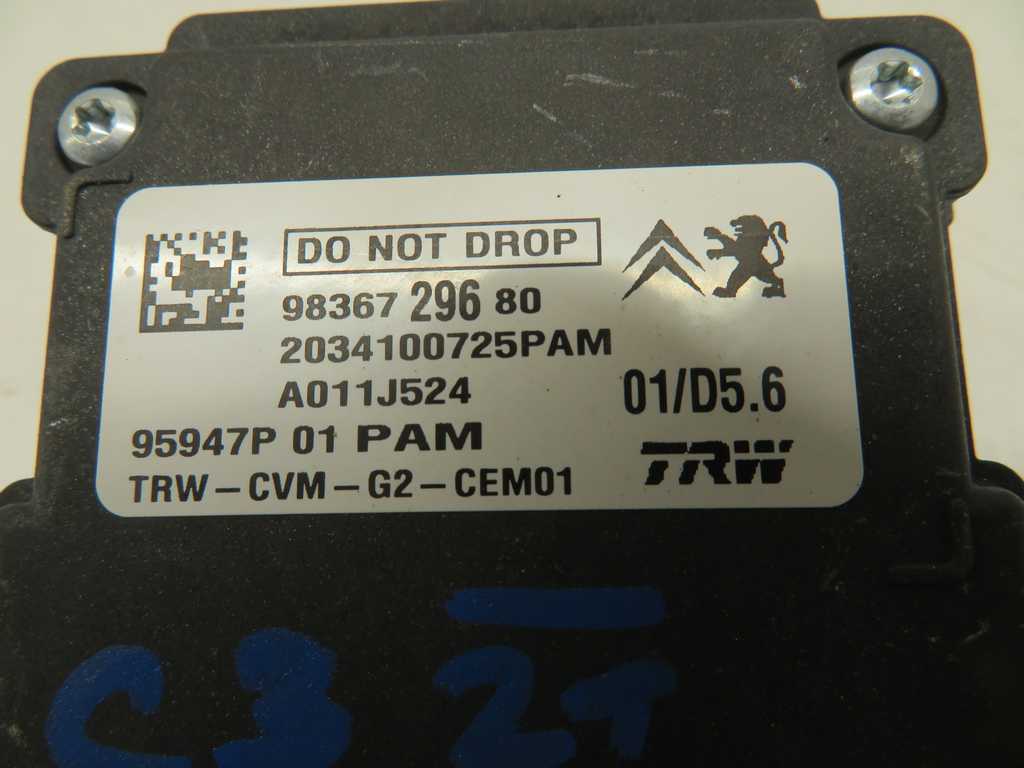 DO NOT DROP
98367 296 80
2034100725PAM
A011J524
01/D5.6
95947P 01 PAM
TRW
TRW-CVM-G2-CEM01
C3